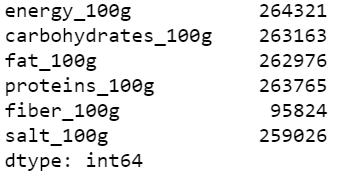 energy_100g 264321
carbohydrates_100g 263163
fat_100g 262976
proteins_100g 263765
fiber_100g 95824
salt_100g 259026
dtype: int64